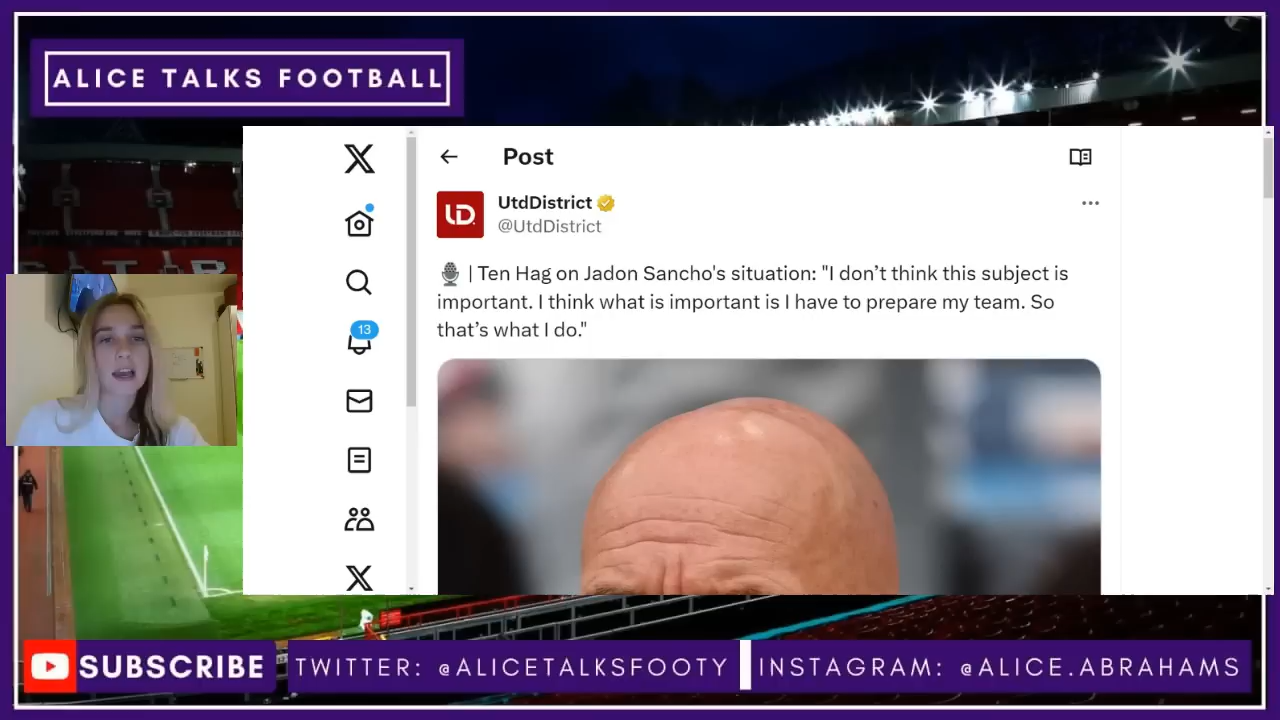 ALICE TALKS FOOTBALL
Post
UtdDistrict
@UtdDistrict
| Ten Hag on Jadon Sancho's situation: "I don’t think this subject is
important. I think what is important is I have to prepare my team. So
that’s what I do."
13
SUBSCRIBE
TWITTER: @ALICETALKSFOOTY
INSTAGRAM: @ALICE.ABRAHAMS